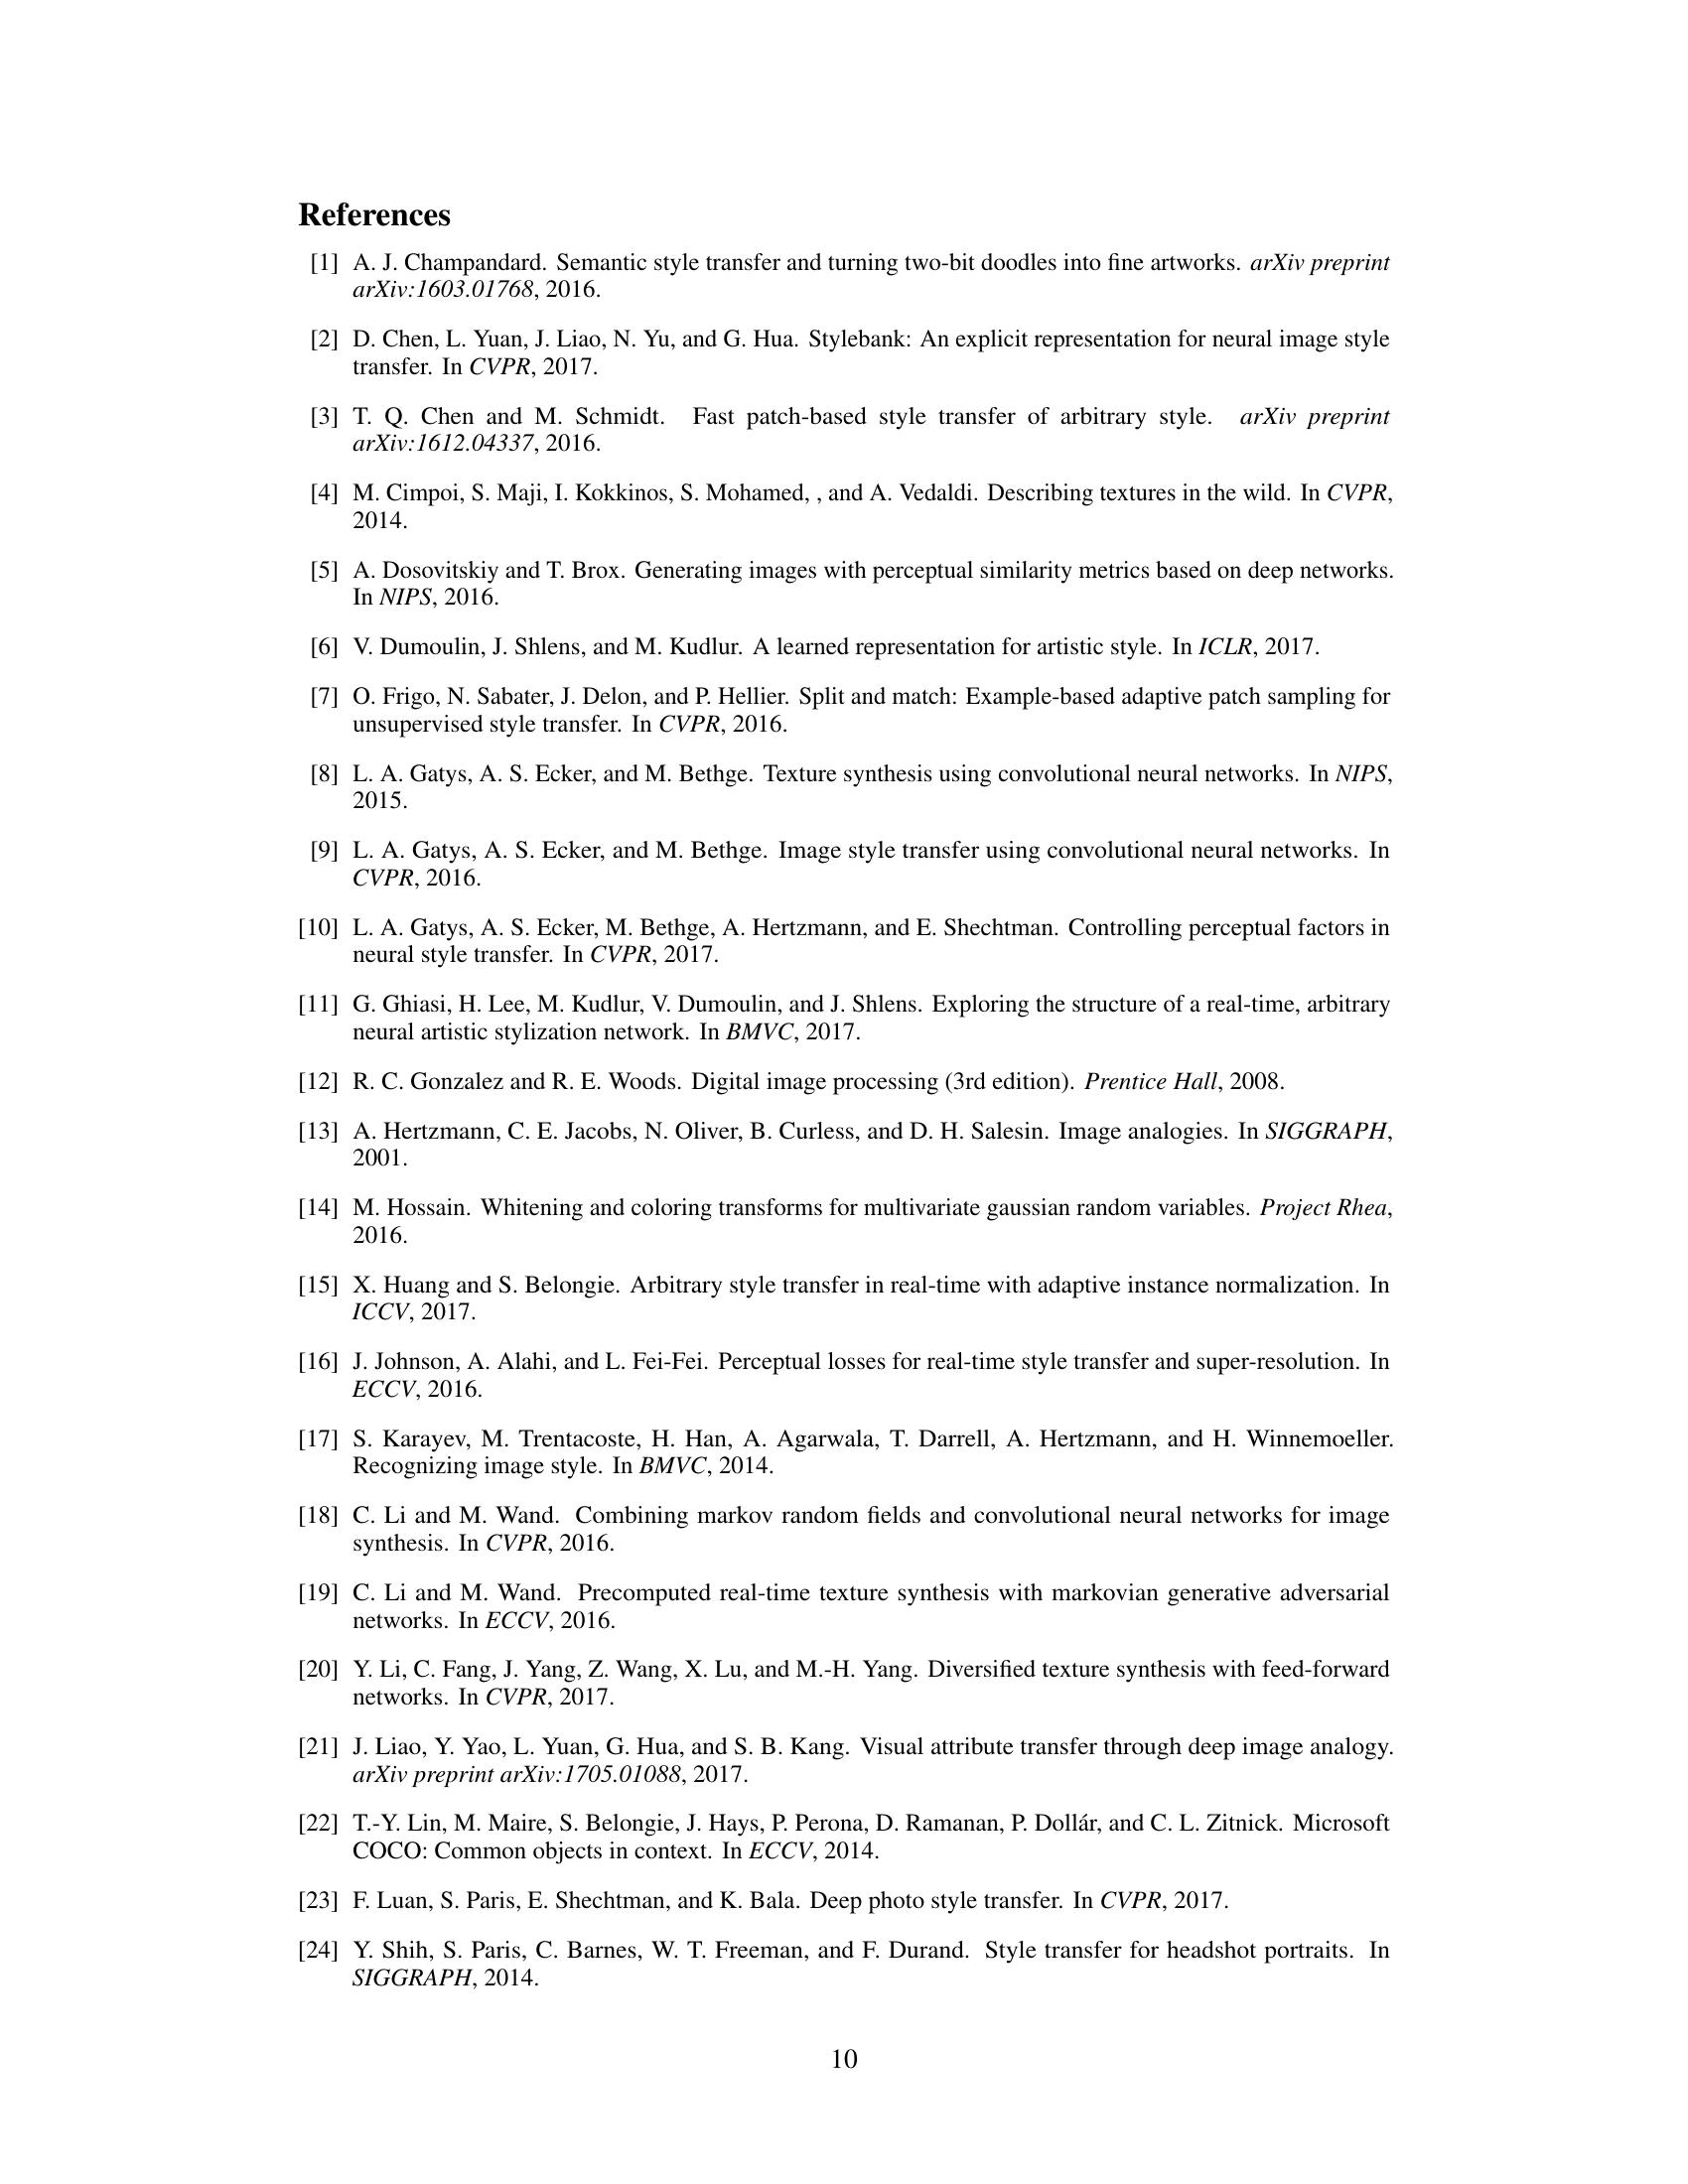 References
[1] A. J. Champandard. Semantic style transfer and turning two-bit doodles into fine artworks. arXiv preprint
arXiv:1603.01768, 2016.
[2] D. Chen, L. Yuan, J. Liao, N. Yu, and G. Hua. Stylebank: An explicit representation for neural image style
transfer. In CVPR, 2017.
[3] T. Q. Chen and M. Schmidt. Fast patch-based style transfer of arbitrary style. arXiv preprint
arXiv:1612.04337, 2016.
[4] M. Cimpoi, S. Maji, I. Kokkinos, S. Mohamed, , and A. Vedaldi. Describing textures in the wild. In CVPR,
2014.
[5] A. Dosovitskiy and T. Brox. Generating images with perceptual similarity metrics based on deep networks.
In NIPS, 2016.
[6] V. Dumoulin, J. Shlens, and M. Kudlur. A learned representation for artistic style. In ICLR, 2017.
[7] O. Frigo, N. Sabater, J. Delon, and P. Hellier. Split and match: Example-based adaptive patch sampling for
unsupervised style transfer. In CVPR, 2016.
[8] L. A. Gatys, A. S. Ecker, and M. Bethge. Texture synthesis using convolutional neural networks. In NIPS,
2015.
[9] L. A. Gatys, A. S. Ecker, and M. Bethge. Image style transfer using convolutional neural networks. In
CVPR, 2016.
[10] L. A. Gatys, A. S. Ecker, M. Bethge, A. Hertzmann, and E. Shechtman. Controlling perceptual factors in
neural style transfer. In CVPR, 2017.
[11] G. Ghiasi, H. Lee, M. Kudlur, V. Dumoulin, and J. Shlens. Exploring the structure of a real-time, arbitrary
neural artistic stylization network. In BMVC, 2017.
[12] R. C. Gonzalez and R. E. Woods. Digital image processing (3rd edition). Prentice Hall, 2008.
[13] A. Hertzmann, C. E. Jacobs, N. Oliver, B. Curless, and D. H. Salesin. Image analogies. In SIGGRAPH,
2001.
[14] M. Hossain. Whitening and coloring transforms for multivariate gaussian random variables. Project Rhea,
2016.
[15] X. Huang and S. Belongie. Arbitrary style transfer in real-time with adaptive instance normalization. In
ICCV, 2017.
[16] J. Johnson, A. Alahi, and L. Fei-Fei. Perceptual losses for real-time style transfer and super-resolution. In
ECCV, 2016.
[17] S. Karayev, M. Trentacoste, H. Han, A. Agarwala, T. Darrell, A. Hertzmann, and H. Winnemoeller.
Recognizing image style. In BMVC, 2014.
[18] C. Li and M. Wand. Combining markov random fields and convolutional neural networks for image
synthesis. In CVPR, 2016.
[19] C. Li and M. Wand. Precomputed real-time texture synthesis with markovian generative adversarial
networks. In ECCV, 2016.
[20] Y. Li, C. Fang, J. Yang, Z. Wang, X. Lu, and M.-H. Yang. Diversified texture synthesis with feed-forward
networks. In CVPR, 2017.
[21] J. Liao, Y. Yao, L. Yuan, G. Hua, and S. B. Kang. Visual attribute transfer through deep image analogy.
arXiv preprint arXiv:1705.01088, 2017.
[22] T.-Y. Lin, M. Maire, S. Belongie, J. Hays, P. Perona, D. Ramanan, P. Dollár, and C. L. Zitnick. Microsoft
COCO: Common objects in context. In ECCV, 2014.
[23] F. Luan, S. Paris, E. Shechtman, and K. Bala. Deep photo style transfer. In CVPR, 2017.
[24] Y. Shih, S. Paris, C. Barnes, W. T. Freeman, and F. Durand. Style transfer for headshot portraits. In
SIGGRAPH, 2014.
10